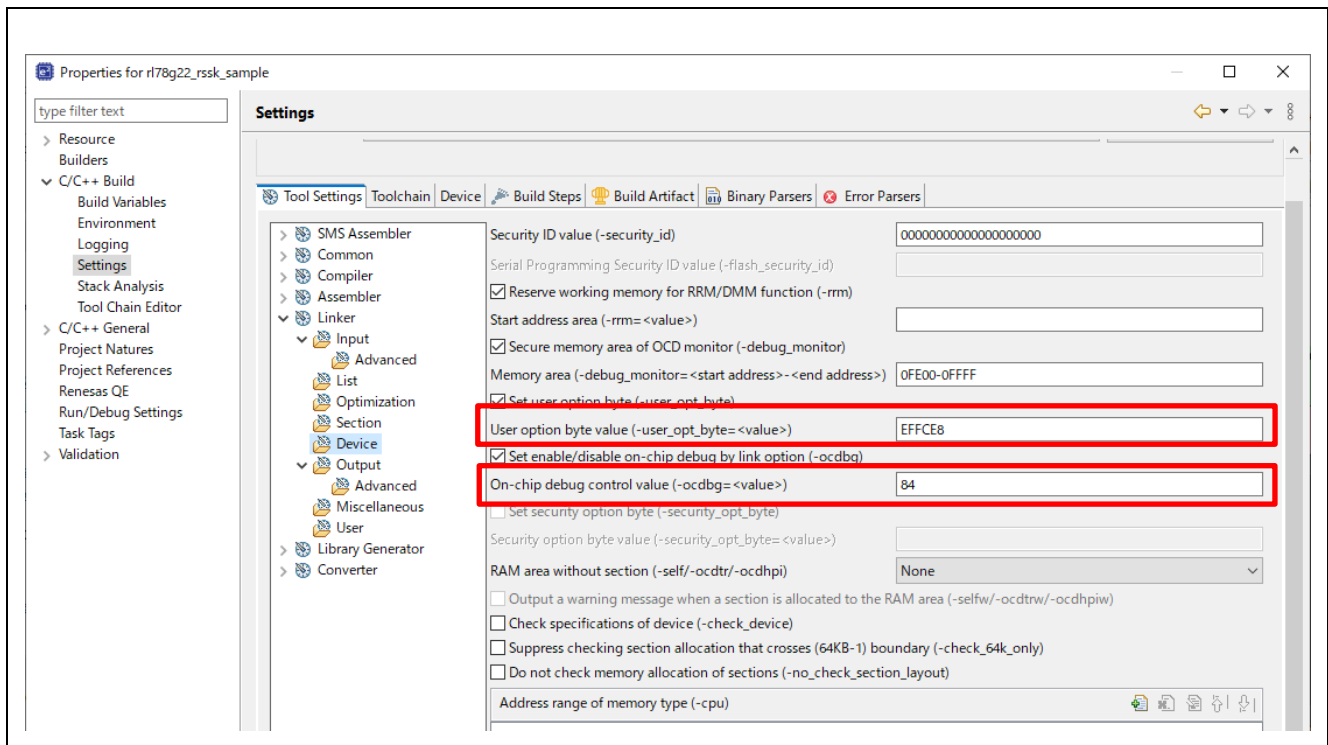 Properties for rl78g22_rssk_sample
type filter text
Settings
Resource
Builders
C/C++ Build
Build Variables
Environment
Logging
Settings
Stack Analysis
Tool Chain Editor
C/C++ General
Project Natures
Project References
Renesas QE
Run/Debug Settings
Task Tags
Validation
Tool Settings Toolchain Device Build Steps Build Artifact Binary Parsers Error Parsers
SMS Assembler
Common
Compiler
Assembler
Linker
Input
Advanced
List
Optimization
Section
Device
Output
Advanced
Miscellaneous
User
Library Generator
Converter
Security ID value (-security_id) 00000000000000000000
Serial Programming Security ID value (-flash_security_id)
Reserve working memory for RRM/DMM function (-rrm)
Start address area (-rrm=<value>)
Secure memory area of OCD monitor (-debug_monitor)
Memory area (-debug_monitor=<start address>-<end address>) 0FE00-0FFFF
Set user option byte (-user_opt_byte)
User option byte value (-user_opt_byte=<value>) EFFCE8
Set enable/disable on-chip debug by link option (-ocdbg)
On-chip debug control value (-ocdbg=<value>) 84
Set security option byte (-security_opt_byte)
Security option byte value (-security_opt_byte=<value>)
RAM area without section (-self/-ocdtr/-ocdhpi) None
Output a warning message when a section is allocated to the RAM area (-selfw/-ocdtrw/-ocdhpiw)
Check specifications of device (-check_device)
Suppress checking section allocation that crosses (64KB-1) boundary (-check_64k_only)
Do not check memory allocation of sections (-no_check_section_layout)
Address range of memory type (-cpu)